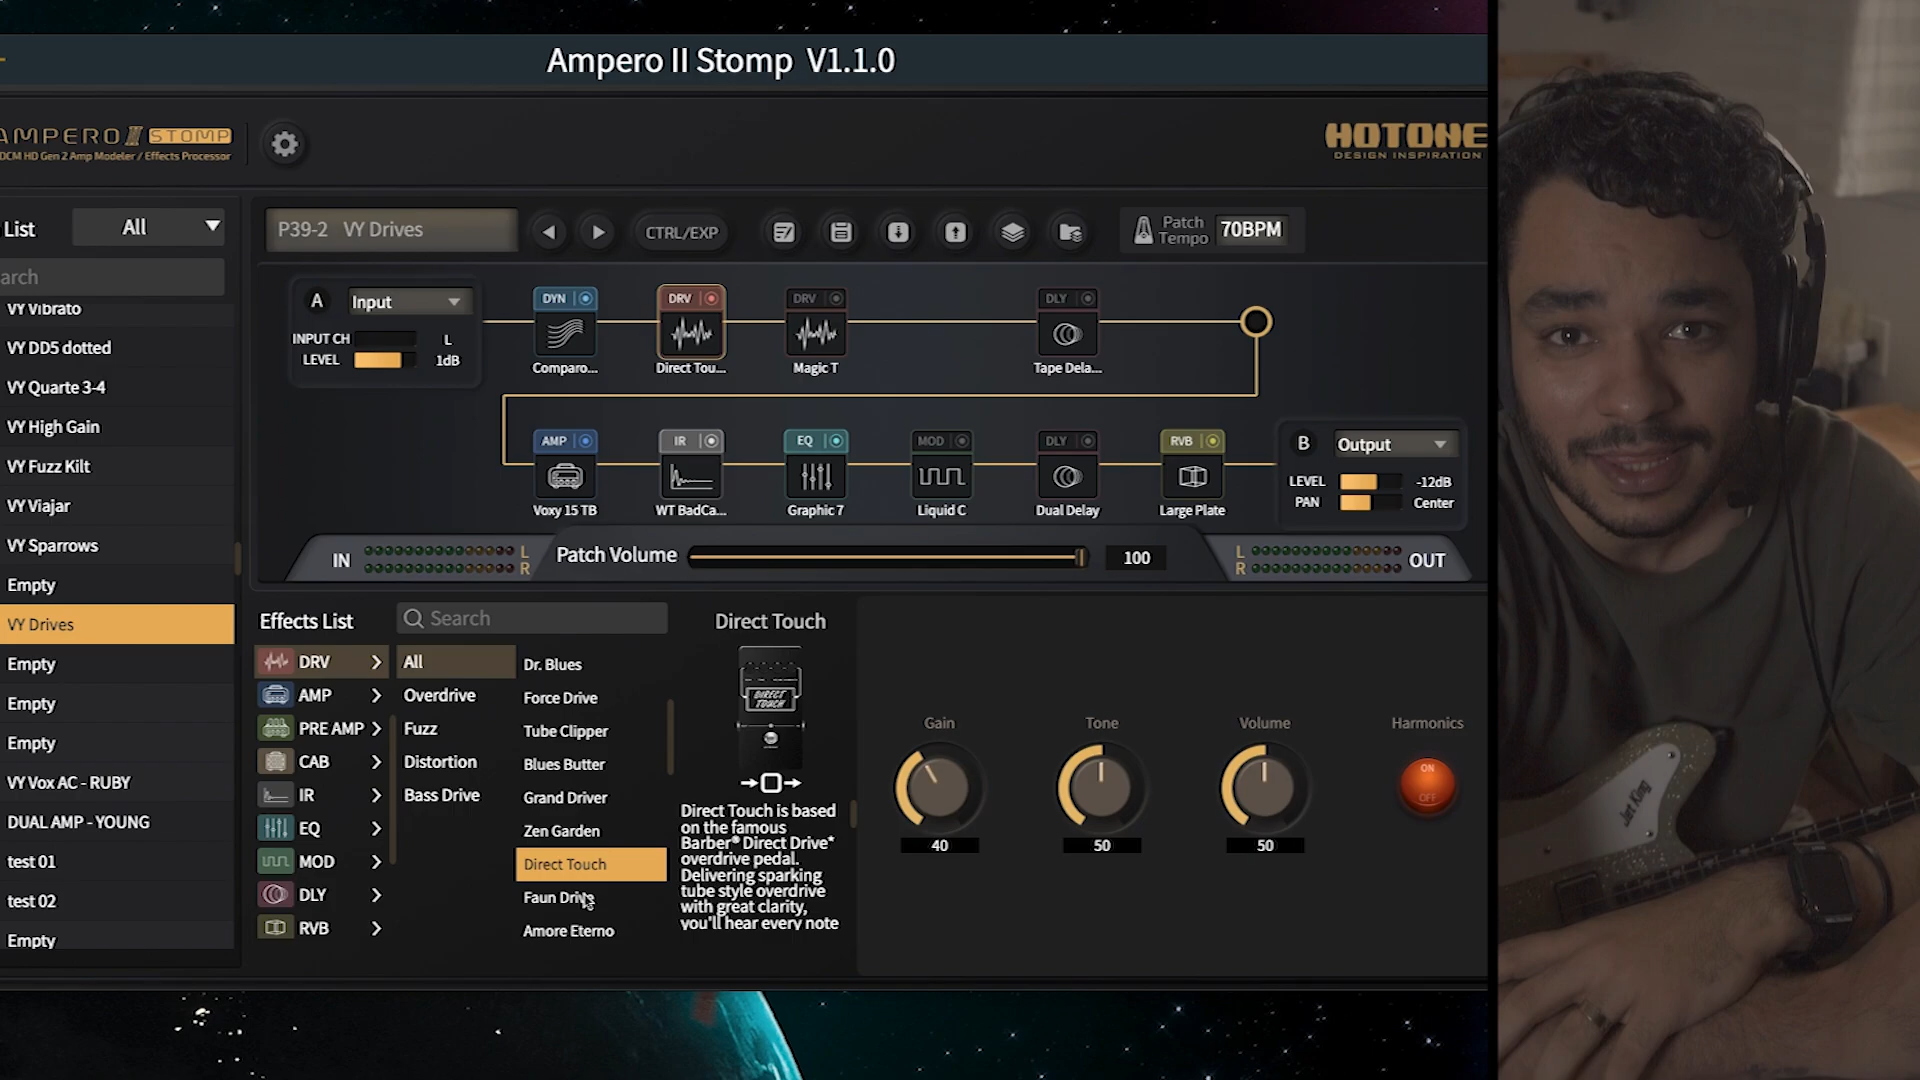 Ampero II Stomp V1.1.0
AMPERO II STOMP
DCM HD Gen 2 Amp Modeler / Effects Processor
HOTONE
DESIGN INSPIRATION
List
All
arch
VY Vibrato
VY DD5 dotted
VY Quarte 3-4
VY High Gain
VY Fuzz Kilt
VY Viajar
VY Sparrows
Empty
VY Drives
Empty
Empty
Empty
VY Vox AC - RUBY
DUAL AMP - YOUNG
test 01
test 02
Empty
P39-2 VY Drives
CTRL/EXP
Patch Tempo 70BPM
A Input
INPUT CH L
LEVEL 1dB
DYN
Comparo...
DRV
Direct Tou...
DRV
Magic T
DLY
Tape Dela...
AMP
Voxy 15 TB
IR
WT BadCa...
EQ
Graphic 7
MOD
Liquid C
DLY
Dual Delay
RVB
Large Plate
B Output
LEVEL -12dB
PAN Center
IN L R
Patch Volume 100
L R OUT
Effects List
Search
DRV
AMP
PRE AMP
CAB
IR
EQ
MOD
DLY
RVB
All
Overdrive
Fuzz
Distortion
Bass Drive
Dr. Blues
Force Drive
Tube Clipper
Blues Butter
Grand Driver
Zen Garden
Direct Touch
Faun Drive
Amore Eterno
Direct Touch
DIRECT
TOUCH
Direct Touch is based
on the famous
Barber® Direct Drive*
overdrive pedal.
Delivering sparking
tube style overdrive
with great clarity,
you'll hear every note
Gain
40
Tone
50
Volume
50
Harmonics
ON
OFF
Jet King